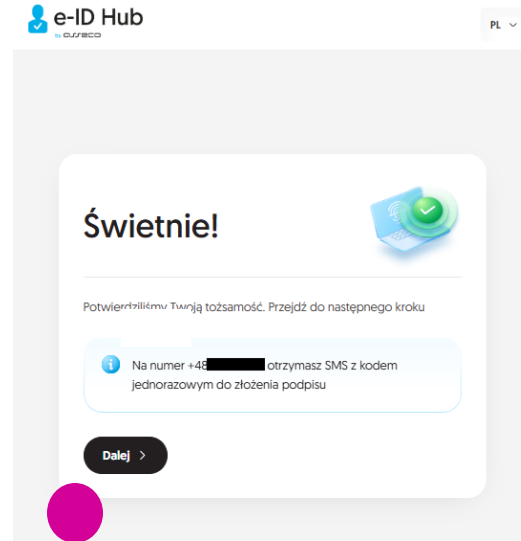 e-ID Hub
by asseco
PL
Świetnie!
Potwierdziliśmy Twoją tożsamość. Przejdź do następnego kroku
Na numer +48 otrzymasz SMS z kodem
jednorazowym do złożenia podpisu
Dalej